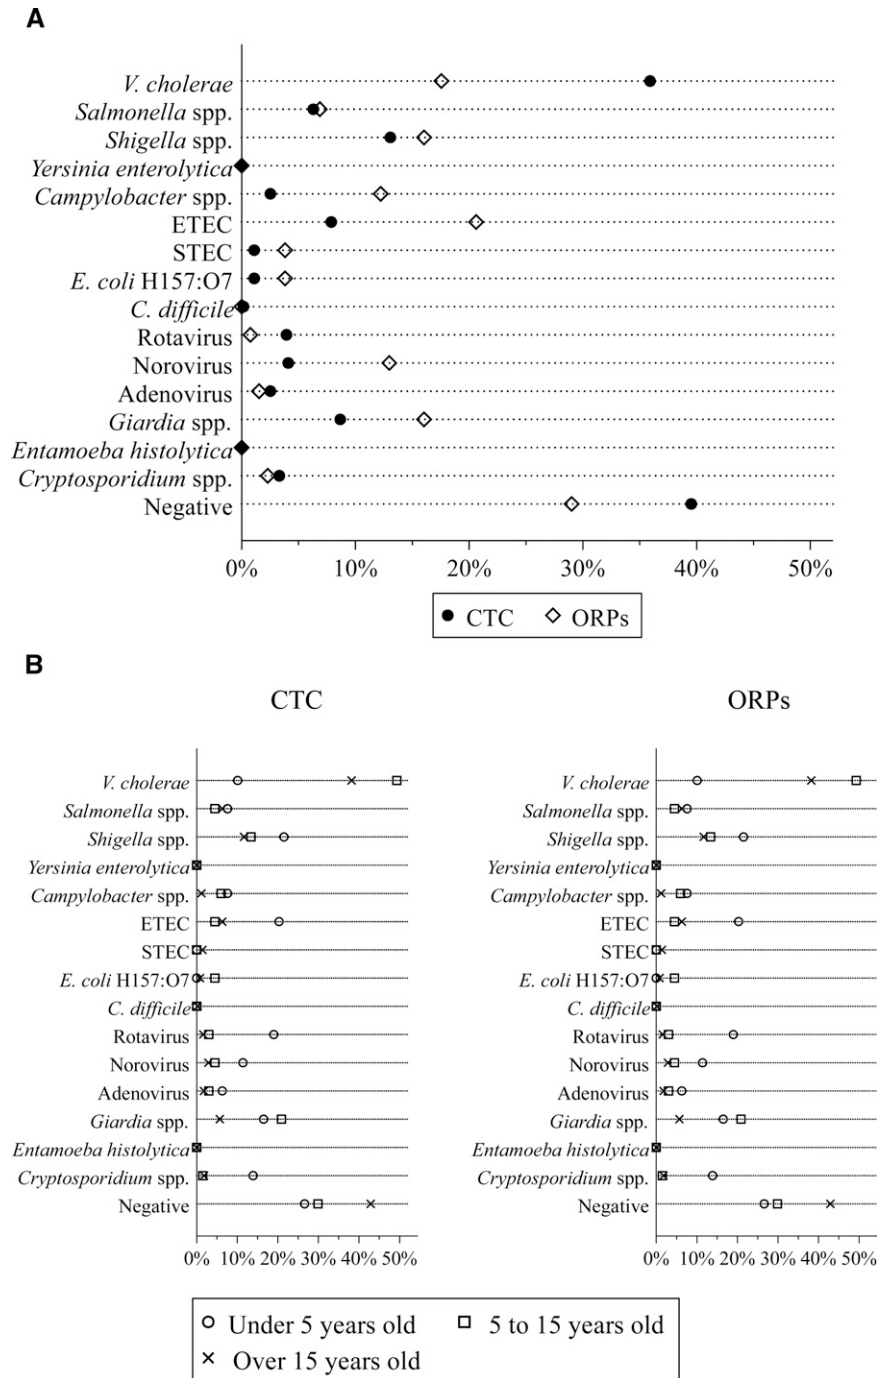 A
V. cholerae
Salmonella spp.
Shigella spp.
Yersinia enterolytica
Campylobacter spp.
ETEC
STEC
E. coli H157:O7
C. difficile
Rotavirus
Norovirus
Adenovirus
Giardia spp.
Entamoeba histolytica
Cryptosporidium spp.
Negative
0% 10% 20% 30% 40% 50%
CTC ORPs
B
CTC
V. cholerae
Salmonella spp.
Shigella spp.
Yersinia enterolytica
Campylobacter spp.
ETEC
STEC
E. coli H157:O7
C. difficile
Rotavirus
Norovirus
Adenovirus
Giardia spp.
Entamoeba histolytica
Cryptosporidium spp.
Negative
0% 10% 20% 30% 40% 50%
ORPs
V. cholerae
Salmonella spp.
Shigella spp.
Yersinia enterolytica
Campylobacter spp.
ETEC
STEC
E. coli H157:O7
C. difficile
Rotavirus
Norovirus
Adenovirus
Giardia spp.
Entamoeba histolytica
Cryptosporidium spp.
Negative
0% 10% 20% 30% 40% 50%
Under 5 years old 5 to 15 years old
Over 15 years old